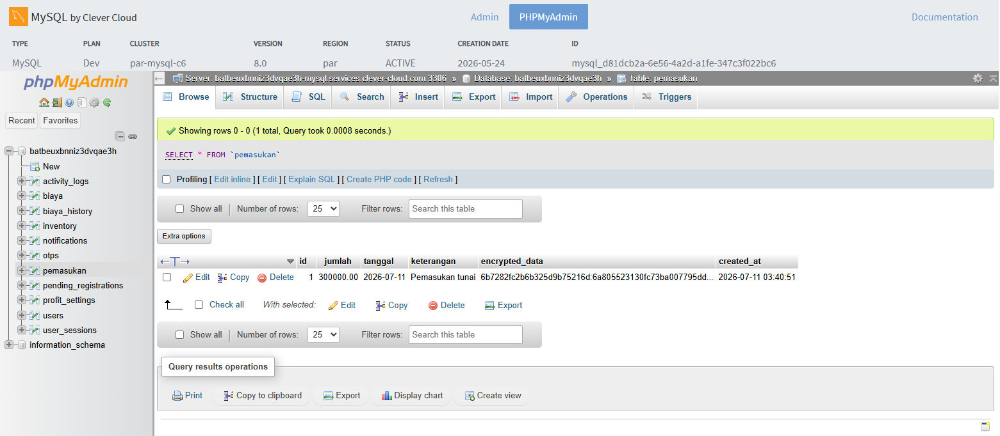 MySQL by Clever Cloud
Admin
PHPMyAdmin
Documentation
TYPE PLAN CLUSTER VERSION REGION STATUS CREATION DATE ID
MySQL Dev par-mysql-c6 8.0 par ACTIVE 2026-05-24 mysql_d81dcb2a-6e56-4a2d-a1fe-347c3f022bc6
phpMyAdmin
Recent Favorites
batbeuxbnniz3dvqae3h
New
activity_logs
biaya
biaya_history
inventory
notifications
otps
pemasukan
pending_registrations
profit_settings
users
user_sessions
information_schema
Server: batbeuxbnniz3dvqae3h-mysql.services.clever-cloud.com:3306 » Database: batbeuxbnniz3dvqae3h » Table: pemasukan
Browse Structure SQL Search Insert Export Import Operations Triggers
Showing rows 0 - 0 (1 total, Query took 0.0008 seconds.)
SELECT * FROM `pemasukan`
Profiling [ Edit inline ] [ Edit ] [ Explain SQL ] [ Create PHP code ] [ Refresh ]
Show all | Number of rows: 25 Filter rows: Search this table
Extra options
←T→ id jumlah tanggal keterangan encrypted_data created_at
Edit Copy Delete 1 300000.00 2026-07-11 Pemasukan tunai 6b7282fc2b6b325d9b75216d:6a805523130fc73ba007795dd... 2026-07-11 03:40:51
Check all With selected: Edit Copy Delete Export
Show all | Number of rows: 25 Filter rows: Search this table
Query results operations
Print Copy to clipboard Export Display chart Create view